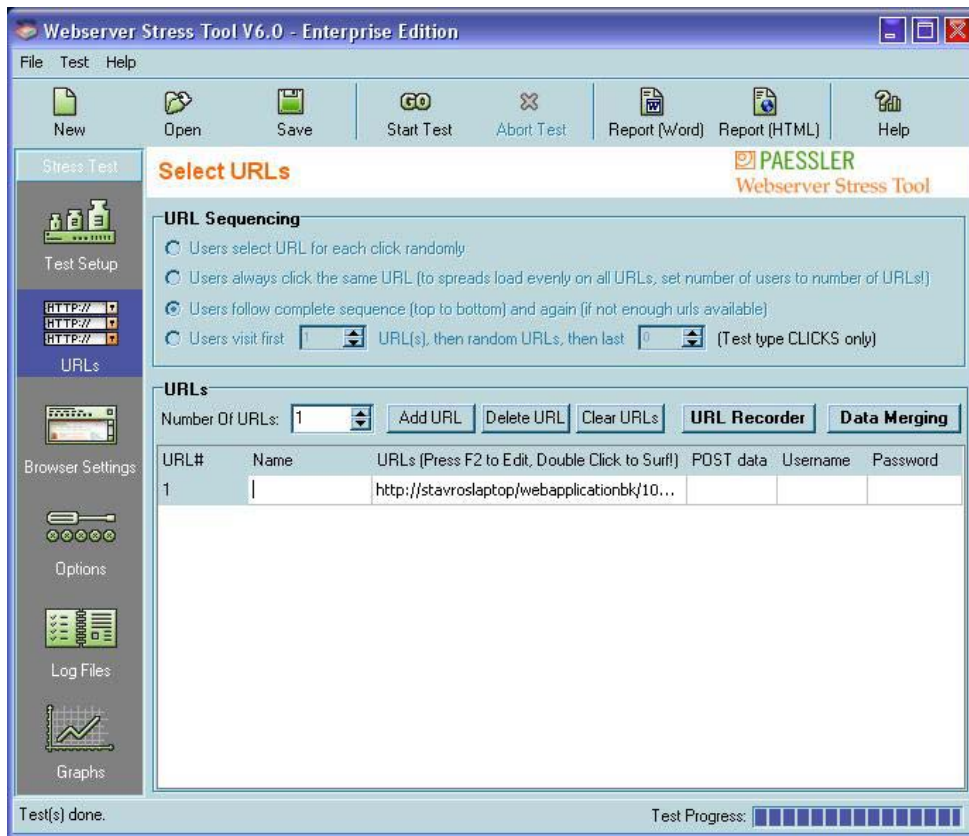 Webserver Stress Tool V6.0 - Enterprise Edition
File Test Help
New Open Save Start Test Abort Test Report (Word) Report (HTML) Help
GO
Stress Test
Select URLs
PAESSLER
Webserver Stress Tool
Test Setup
HTTP://
HTTP://
HTTP://
URLs
Browser Settings
Options
Log Files
Graphs
URL Sequencing
Users select URL for each click randomly
Users always click the same URL (to spreads load evenly on all URLs, set number of users to number of URLs!)
Users follow complete sequence (top to bottom) and again (if not enough urls available)
Users visit first 1 URL(s), then random URLs, then last 0 (Test type CLICKS only)
URLs
Number Of URLs: 1 Add URL Delete URL Clear URLs URL Recorder Data Merging
URL# Name URLs (Press F2 to Edit, Double Click to Surf!) POST data Username Password
1 http://stavroslaptop/webapplicationbk/10...
Test(s) done. Test Progress: